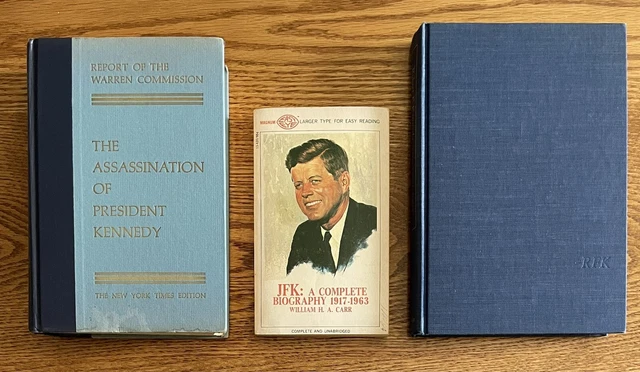 REPORT OF THE
WARREN COMMISSION
THE
ASSASSINATION
OF
PRESIDENT
KENNEDY
THE NEW YORK TIMES EDITION
MAGNUM
LARGER TYPE FOR EASY READING
JFK: A COMPLETE
BIOGRAPHY 1917-1963
WILLIAM H. A. CARR
COMPLETE AND UNABRIDGED
RFK